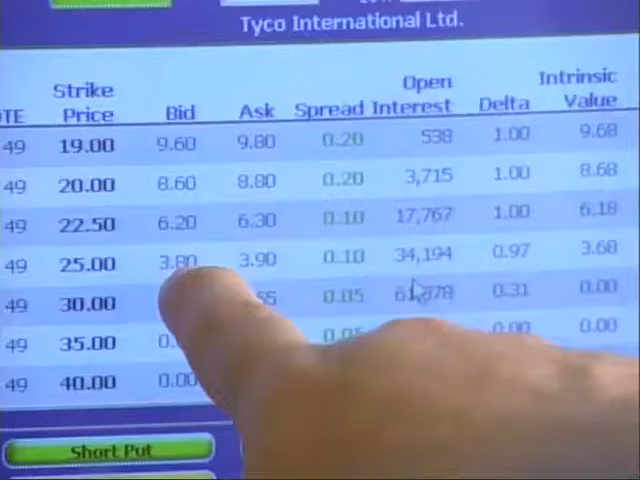 Tyco International Ltd.
Strike Price Bid Ask Spread Open Interest Delta Intrinsic Value
49 19.00 9.60 9.80 0.20 538 1.00 9.68
49 20.00 8.60 8.80 0.20 3,715 1.00 8.68
49 22.50 6.20 6.30 0.10 17,767 1.00 6.18
49 25.00 3.80 3.90 0.10 34,194 0.97 3.68
49 30.00 0.05 0.31 0.00
49 35.00 0.05 0.00 0.00
49 40.00 0.00
Short Put